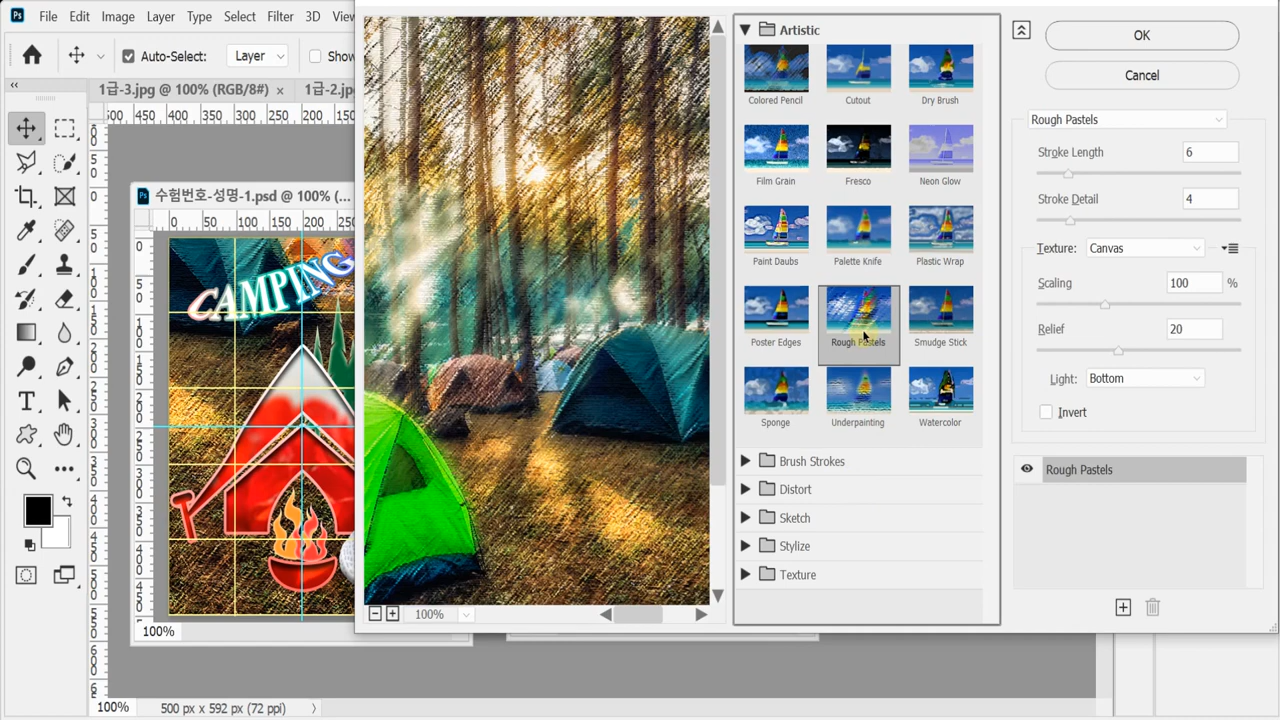 Ps
File Edit Image Layer Type Select Filter 3D View
Auto-Select: Layer Show
1급-3.jpg @ 100% (RGB/8#) × 1급-2.jp
500 450 400 350 300 250 200 150
수험번호-성명-1.psd @ 100% (...
0 50 100 150 200 250
CAMPING
100%
100% 500 px x 592 px (72 ppi)
100%
Artistic
Colored Pencil Cutout Dry Brush
Film Grain Fresco Neon Glow
Paint Daubs Palette Knife Plastic Wrap
Poster Edges Rough Pastels Smudge Stick
Sponge Underpainting Watercolor
Brush Strokes
Distort
Sketch
Stylize
Texture
OK
Cancel
Rough Pastels
Stroke Length 6
Stroke Detail 4
Texture: Canvas
Scaling 100 %
Relief 20
Light: Bottom
Invert
Rough Pastels